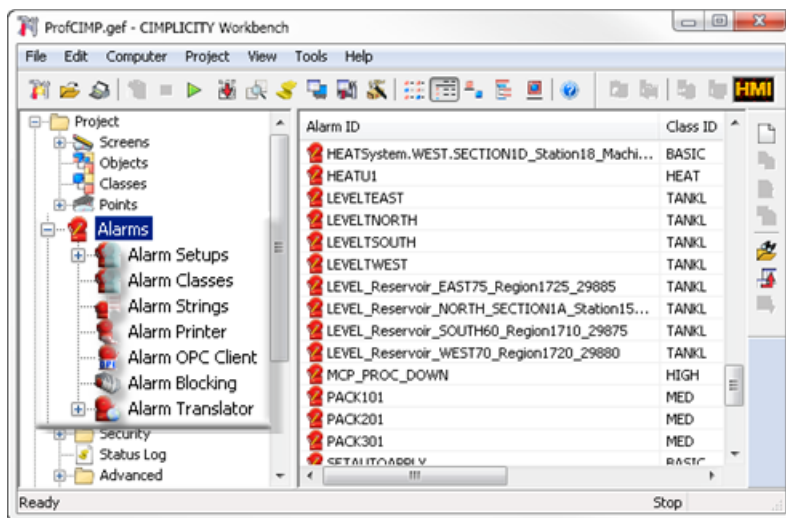 ProfCIMP.gef - CIMPLICITY Workbench
File Edit Computer Project View Tools Help
HMI
Project
Screens
Objects
Classes
Points
Alarms
Alarm Setups
Alarm Classes
Alarm Strings
Alarm Printer
OPC
Alarm OPC Client
Alarm Blocking
Alarm Translator
Security
Status Log
Advanced
Alarm ID Class ID
HEATSystem.WEST.SECTION1D_Station18_Machi... BASIC
HEATU1 HEAT
LEVELTEAST TANKL
LEVELTNORTH TANKL
LEVELTSOUTH TANKL
LEVELTWEST TANKL
LEVEL_Reservoir_EAST75_Region1725_29885 TANKL
LEVEL_Reservoir_NORTH_SECTION1A_Station15... TANKL
LEVEL_Reservoir_SOUTH60_Region1710_29875 TANKL
LEVEL_Reservoir_WEST70_Region1720_29880 TANKL
MCP_PROC_DOWN HIGH
PACK101 MED
PACK201 MED
PACK301 MED
SETAUTOAPPLY BASIC
Ready Stop